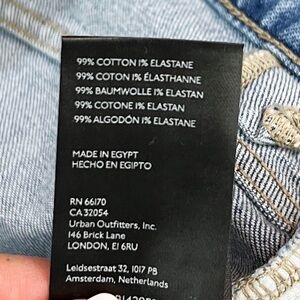 99% COTTON 1% ELASTANE
99% COTON 1% ÉLASTHANNE
99% BAUMWOLLE 1% ELASTAN
99% COTONE 1% ELASTAN
99% ALGODÓN 1% ELASTANE
MADE IN EGYPT
HECHO EN EGIPTO
RN 66170
CA 32054
Urban Outfitters, Inc.
146 Brick Lane
LONDON, E1 6RU
Leidsestraat 32, 1017 PB
Amsterdam, Netherlands